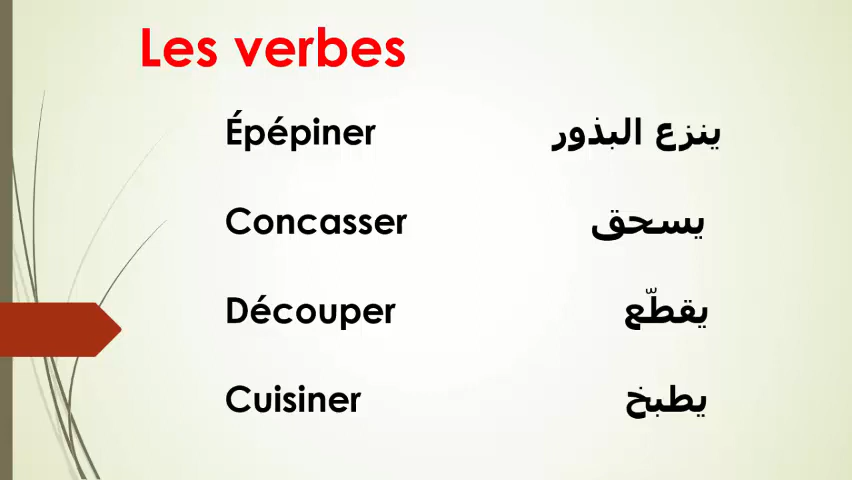 Les verbes
Épépiner ينزع البذور
Concasser يسحق
Découper يقطّع
Cuisiner يطبخ